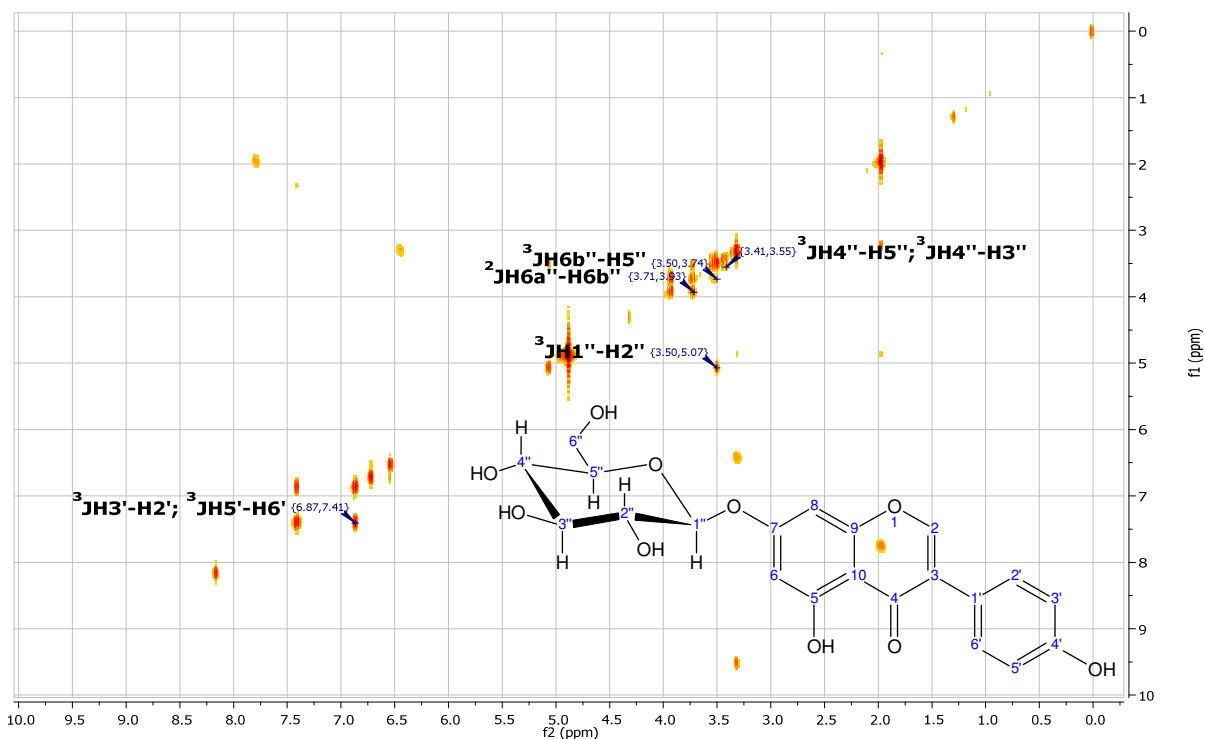 0
1
2
3
4
5
6
7
8
9
10
f1 (ppm)
³JH6b''-H5'' {3.50,3.74}
{3.41,3.55} ³JH4''-H5'';³JH4''-H3''
²JH6a''-H6b'' {3.71,3.93}
³JH1''-H2'' {3.50,5.07}
³JH3'-H2'; ³JH5'-H6' {6.87,7.41}
OH
H
6''
4''
O
HO
5''
H
H
HO
2''
O
8
O
3''
1''
7
9
1
2
OH
H
H
6
10
3
2'
5
4
1'
3'
OH
O
6'
4'
5'
OH
10.0 9.5 9.0 8.5 8.0 7.5 7.0 6.5 6.0 5.5 5.0 4.5 4.0 3.5 3.0 2.5 2.0 1.5 1.0 0.5 0.0
f2 (ppm)